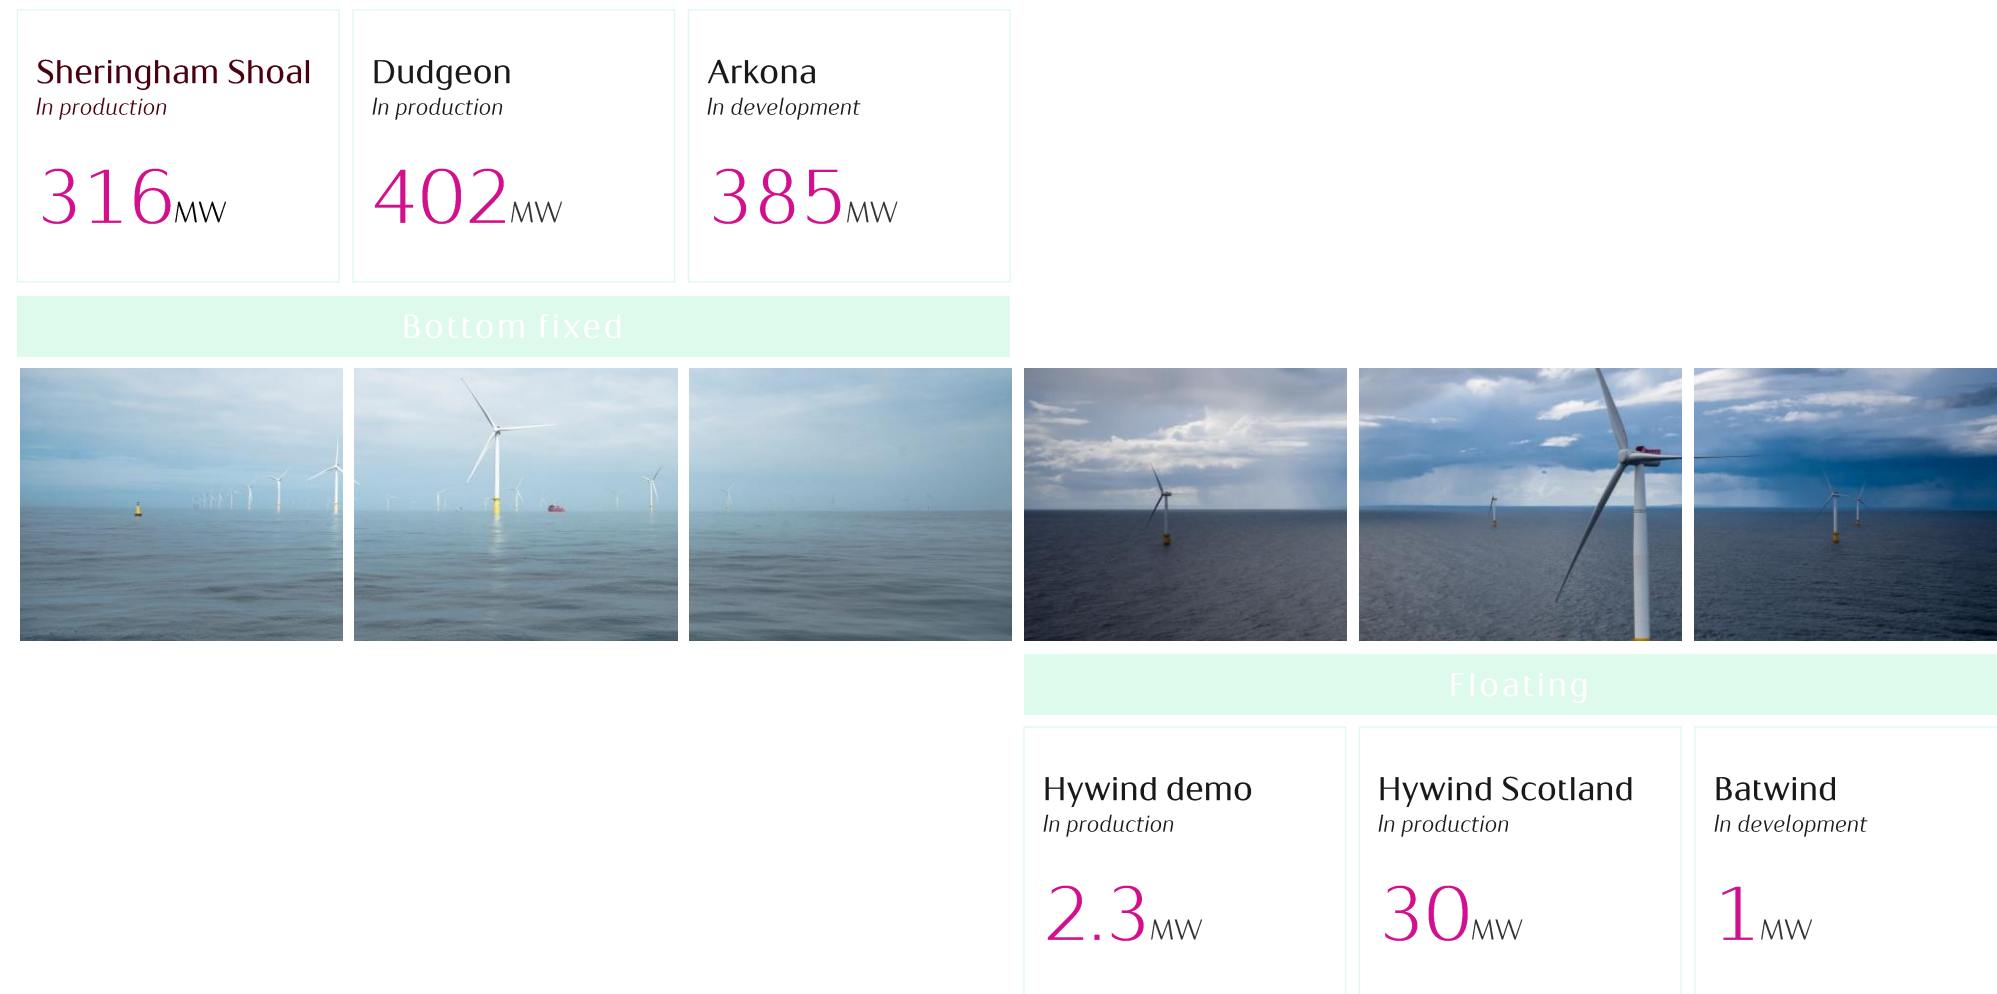 Sheringham Shoal
In production
316MW
Dudgeon
In production
402MW
Arkona
In development
385MW
Bottom fixed
Floating
Hywind demo
In production
2.3MW
Hywind Scotland
In production
30MW
Batwind
In development
1MW